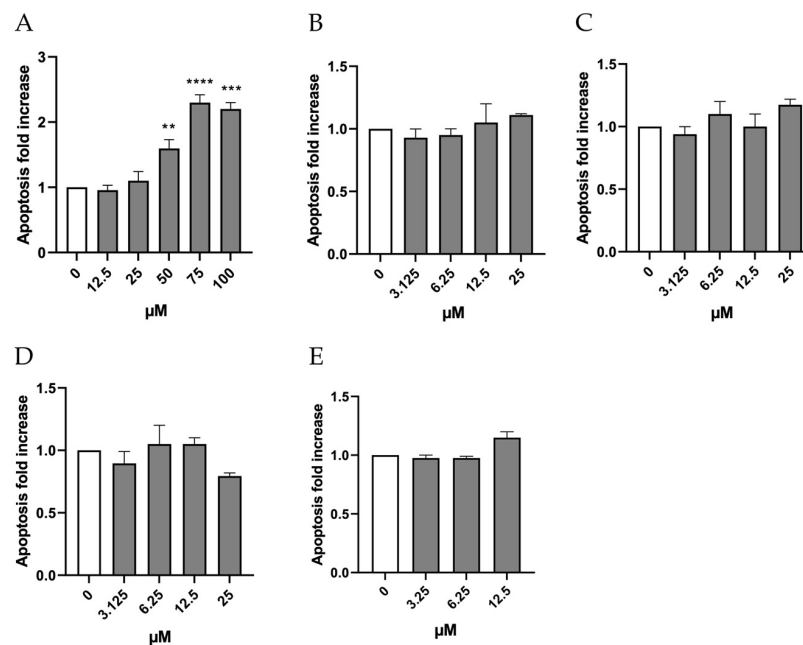 A
Apoptosis fold increase
3
2
1
0
**
****
***
0 12.5 25 50 75 100
µM
B
Apoptosis fold increase
1.5
1.0
0.5
0.0
0 3.125 6.25 12.5 25
µM
C
Apoptosis fold increase
1.5
1.0
0.5
0.0
0 3.125 6.25 12.5 25
µM
D
Apoptosis fold increase
1.5
1.0
0.5
0.0
0 3.125 6.25 12.5 25
µM
E
Apoptosis fold increase
1.5
1.0
0.5
0.0
0 3.25 6.25 12.5
µM